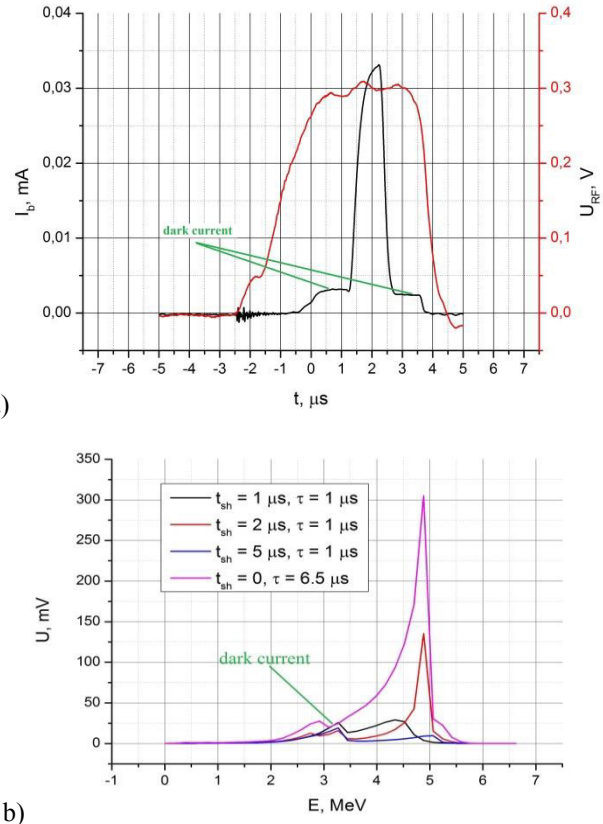 0,04
0,03
0,02
0,01
0,00
I_b, mA
dark current
0,4
0,3
0,2
0,1
0,0
U_RF, V
-7 -6 -5 -4 -3 -2 -1 0 1 2 3 4 5 6 7
t, μs
)
350
300
250
200
150
100
50
0
U, mV
t_sh = 1 μs, τ = 1 μs
t_sh = 2 μs, τ = 1 μs
t_sh = 5 μs, τ = 1 μs
t_sh = 0, τ = 6.5 μs
dark current
-1 0 1 2 3 4 5 6 7
E, MeV
b)